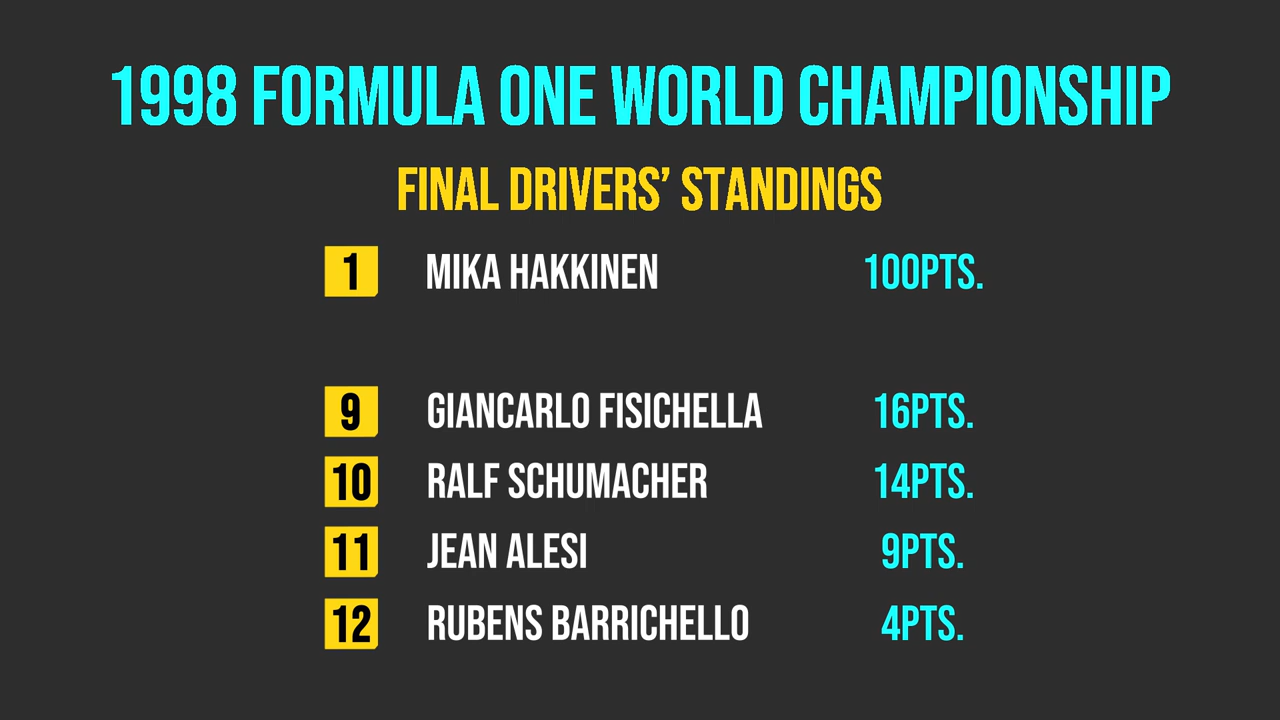 1998 FORMULA ONE WORLD CHAMPIONSHIP
FINAL DRIVERS’ STANDINGS
1 MIKA HAKKINEN 100PTS.
9 GIANCARLO FISICHELLA 16PTS.
10 RALF SCHUMACHER 14PTS.
11 JEAN ALESI 9PTS.
12 RUBENS BARRICHELLO 4PTS.